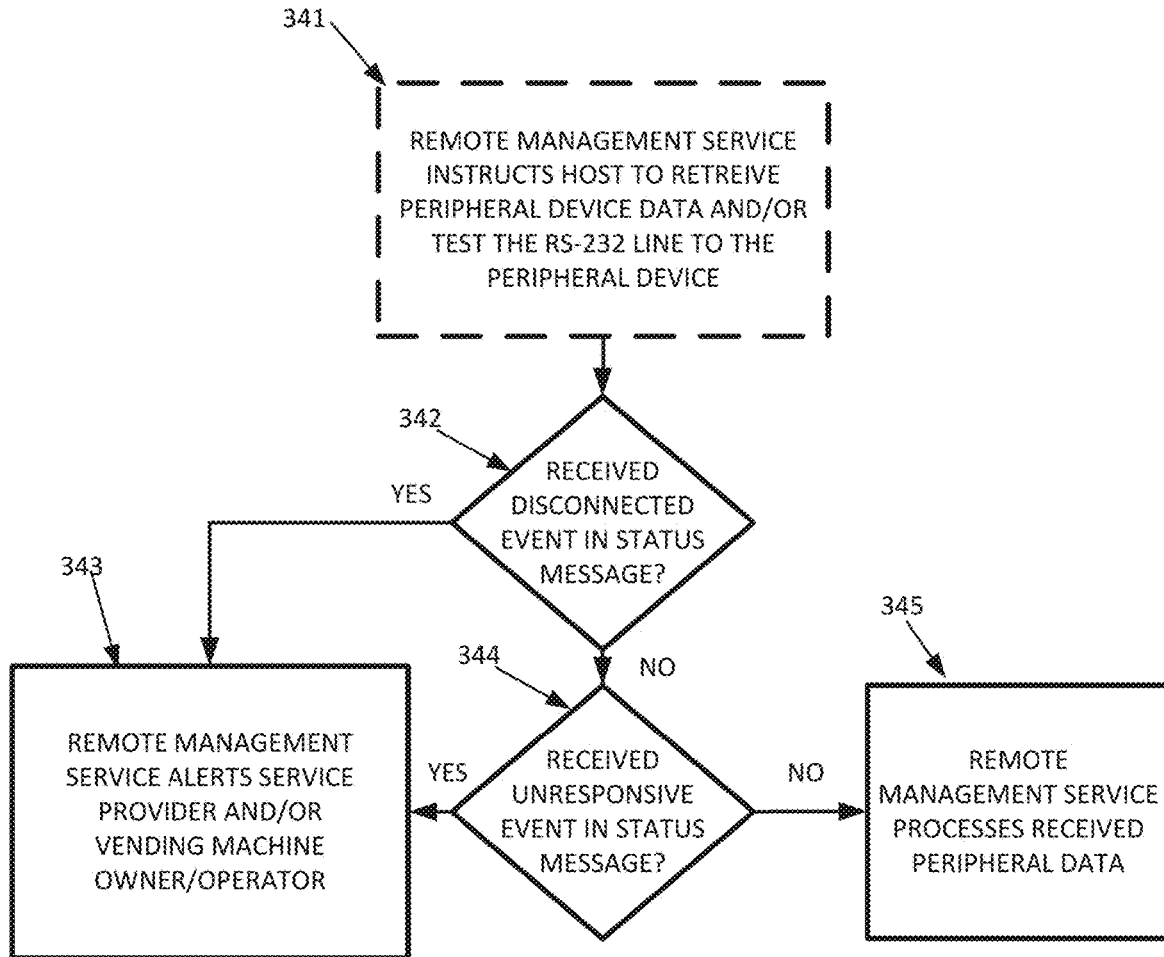 341
REMOTE MANAGEMENT SERVICE
INSTRUCTS HOST TO RETREIVE
PERIPHERAL DEVICE DATA AND/OR
TEST THE RS-232 LINE TO THE
PERIPHERAL DEVICE
342
YES
RECEIVED
DISCONNECTED
EVENT IN STATUS
MESSAGE?
343
REMOTE MANAGEMENT
SERVICE ALERTS SERVICE
PROVIDER AND/OR
VENDING MACHINE
OWNER/OPERATOR
344
NO
YES
RECEIVED
UNRESPONSIVE
EVENT IN STATUS
MESSAGE?
NO
345
REMOTE
MANAGEMENT SERVICE
PROCESSES RECEIVED
PERIPHERAL DATA